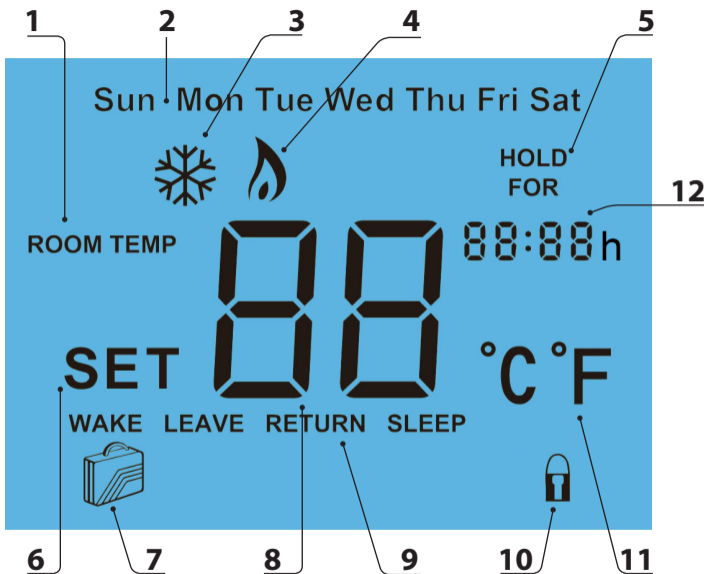 1 2 3 4 5
Sun Mon Tue Wed Thu Fri Sat
HOLD
FOR
12
ROOM TEMP
88:88h
88
SET
°C °F
WAKE LEAVE RETURN SLEEP
6 7 8 9 10 11